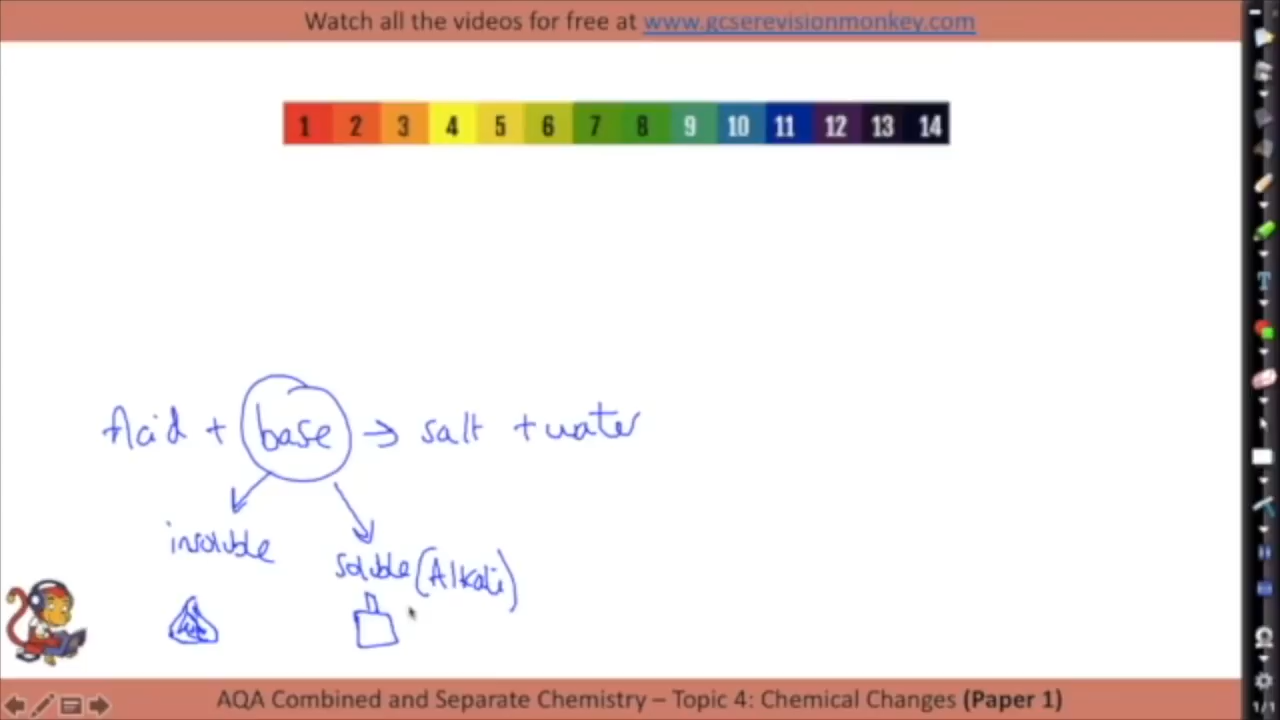 Watch all the videos for free at www.gcserevisionmonkey.com
1 2 3 4 5 6 7 8 9 10 11 12 13 14
Acid + base → salt + water
insoluble
soluble (Alkali)
AQA Combined and Separate Chemistry – Topic 4: Chemical Changes (Paper 1)
1/1